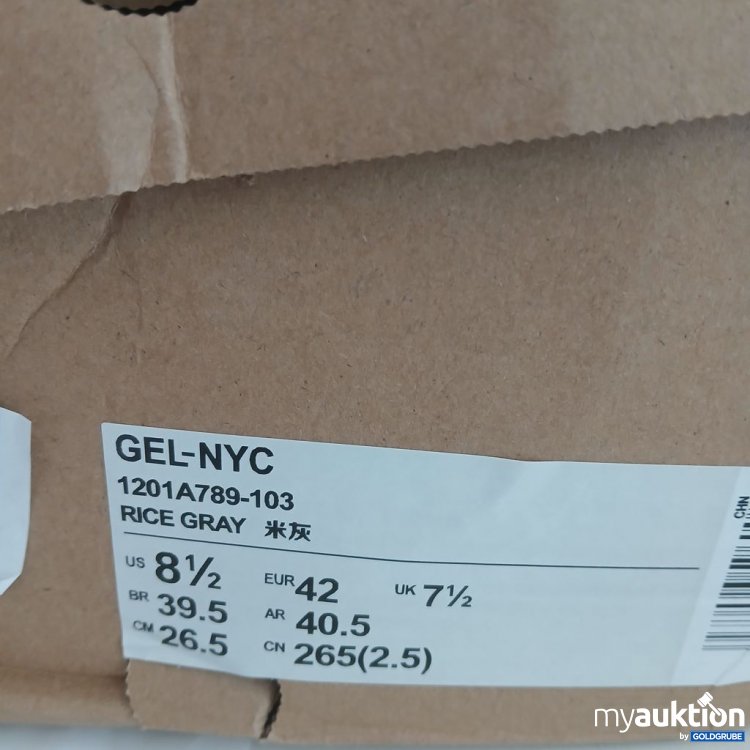 GEL-NYC
1201A789-103
RICE GRAY 米灰
US 8½ EUR 42 UK 7½
BR 39.5 AR 40.5
CM 26.5 CN 265(2.5)
CHN
myauktion
by GOLDGRUBE